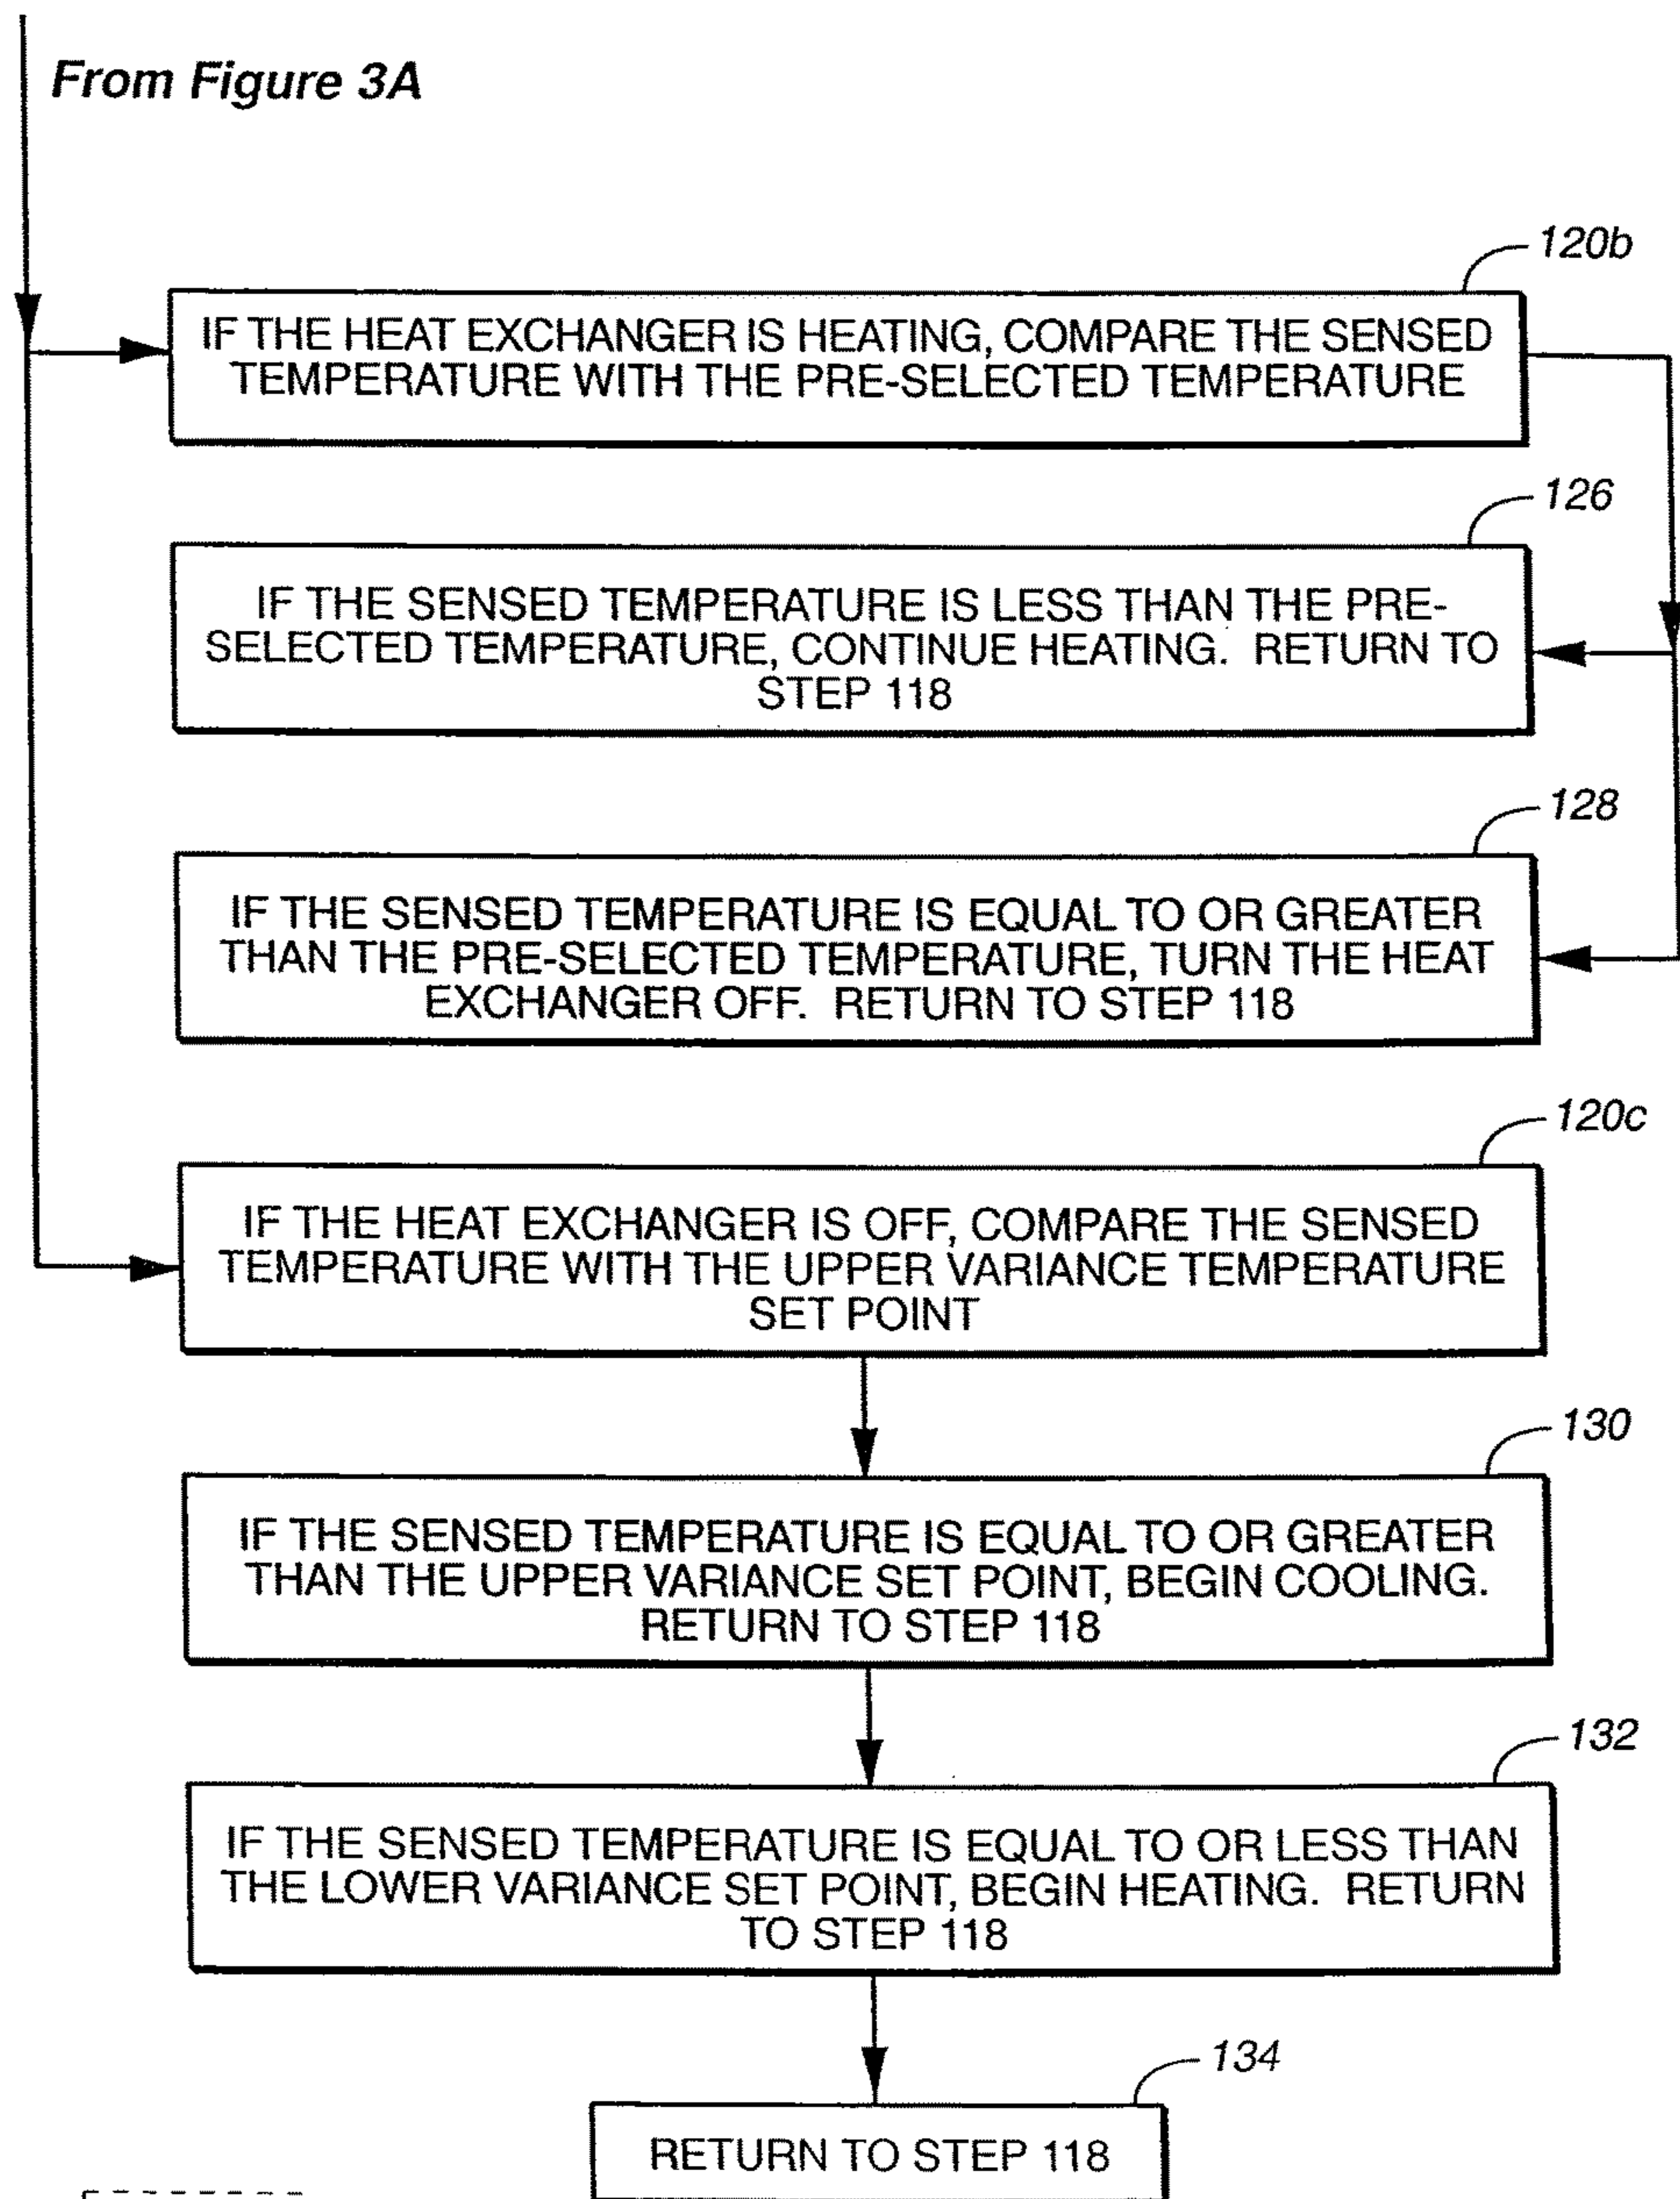 From Figure 3A
120b
IF THE HEAT EXCHANGER IS HEATING, COMPARE THE SENSED
TEMPERATURE WITH THE PRE-SELECTED TEMPERATURE
126
IF THE SENSED TEMPERATURE IS LESS THAN THE PRE-
SELECTED TEMPERATURE, CONTINUE HEATING. RETURN TO
STEP 118
128
IF THE SENSED TEMPERATURE IS EQUAL TO OR GREATER
THAN THE PRE-SELECTED TEMPERATURE, TURN THE HEAT
EXCHANGER OFF. RETURN TO STEP 118
120c
IF THE HEAT EXCHANGER IS OFF, COMPARE THE SENSED
TEMPERATURE WITH THE UPPER VARIANCE TEMPERATURE
SET POINT
130
IF THE SENSED TEMPERATURE IS EQUAL TO OR GREATER
THAN THE UPPER VARIANCE SET POINT, BEGIN COOLING.
RETURN TO STEP 118
132
IF THE SENSED TEMPERATURE IS EQUAL TO OR LESS THAN
THE LOWER VARIANCE SET POINT, BEGIN HEATING. RETURN
TO STEP 118
134
RETURN TO STEP 118